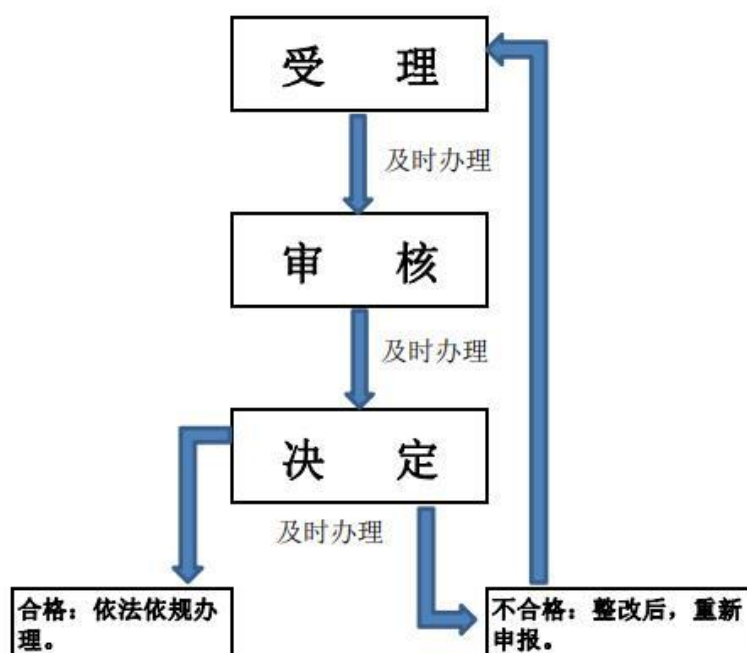 受 理
及时办理
审 核
及时办理
决 定
及时办理
合格：依法依规办
理。
不合格：整改后，重新
申报。